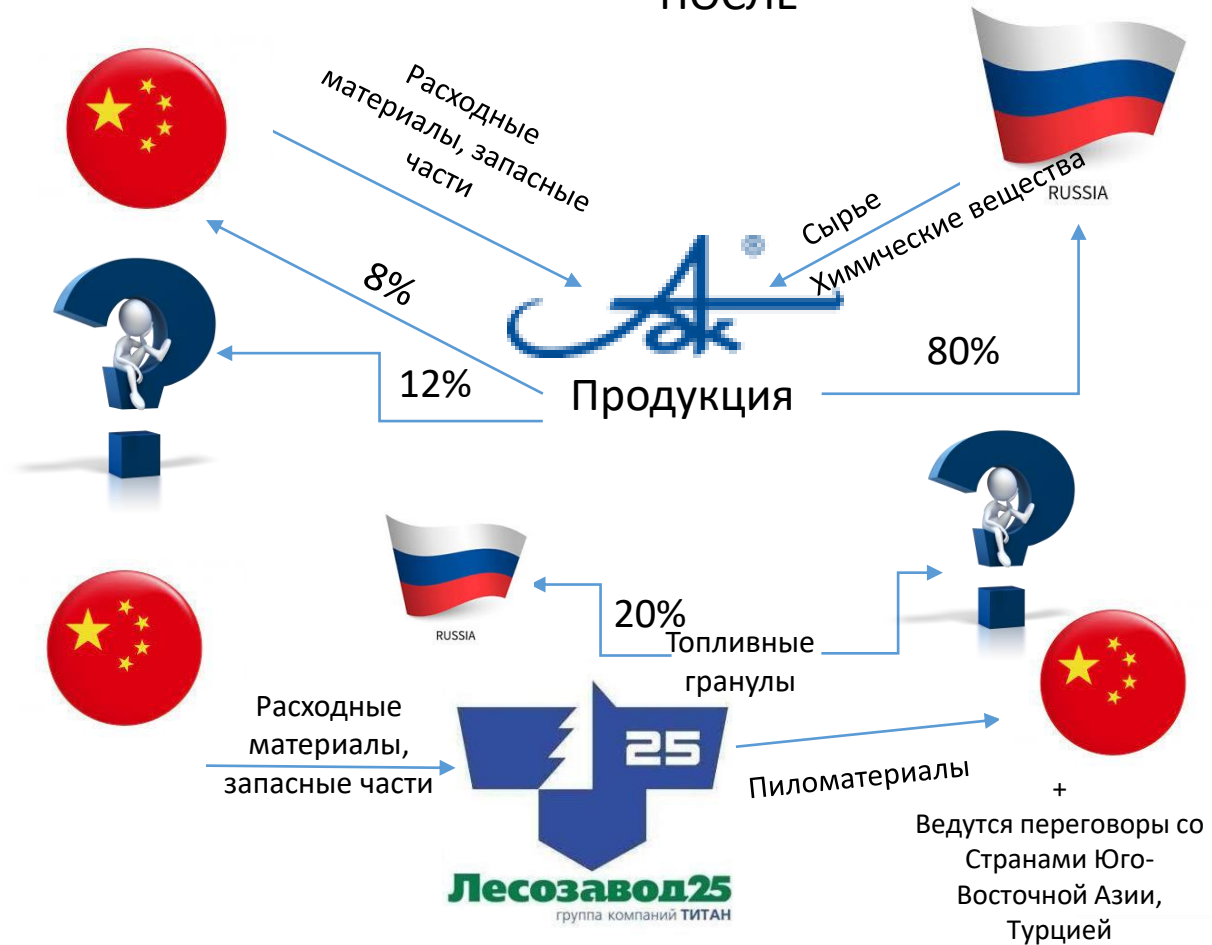 ПОСЛЕ
Расходные
материалы, запасные
части
RUSSIA
Сырье
Химические вещества
®
АЦБК
8%
12%
Продукция
80%
RUSSIA
20%
Топливные
гранулы
Расходные
материалы,
запасные части
25
Пиломатериалы
Лесозавод25
группа компаний ТИТАН
+
Ведутся переговоры со
Странами Юго-
Восточной Азии,
Турцией